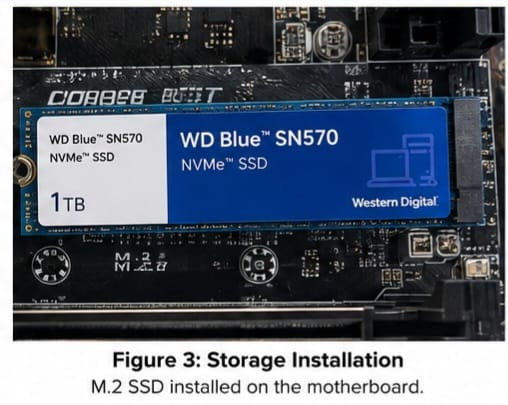 WD Blue™ SN570
NVMe™ SSD
1TB
WD Blue™ SN570
NVMe™ SSD
Western Digital
M.2
Figure 3: Storage Installation
M.2 SSD installed on the motherboard.